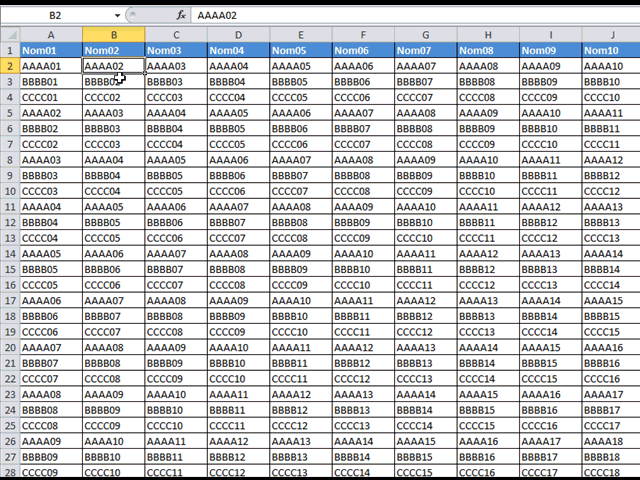 B2 fx AAAA02
A B C D E F G H I J
1 Nom01 Nom02 Nom03 Nom04 Nom05 Nom06 Nom07 Nom08 Nom09 Nom10
2 AAAA01 AAAA02 AAAA03 AAAA04 AAAA05 AAAA06 AAAA07 AAAA08 AAAA09 AAAA10
3 BBBB01 BBBB02 BBBB03 BBBB04 BBBB05 BBBB06 BBBB07 BBBB08 BBBB09 BBBB10
4 CCCC01 CCCC02 CCCC03 CCCC04 CCCC05 CCCC06 CCCC07 CCCC08 CCCC09 CCCC10
5 AAAA02 AAAA03 AAAA04 AAAA05 AAAA06 AAAA07 AAAA08 AAAA09 AAAA10 AAAA11
6 BBBB02 BBBB03 BBBB04 BBBB05 BBBB06 BBBB07 BBBB08 BBBB09 BBBB10 BBBB11
7 CCCC02 CCCC03 CCCC04 CCCC05 CCCC06 CCCC07 CCCC08 CCCC09 CCCC10 CCCC11
8 AAAA03 AAAA04 AAAA05 AAAA06 AAAA07 AAAA08 AAAA09 AAAA10 AAAA11 AAAA12
9 BBBB03 BBBB04 BBBB05 BBBB06 BBBB07 BBBB08 BBBB09 BBBB10 BBBB11 BBBB12
10 CCCC03 CCCC04 CCCC05 CCCC06 CCCC07 CCCC08 CCCC09 CCCC10 CCCC11 CCCC12
11 AAAA04 AAAA05 AAAA06 AAAA07 AAAA08 AAAA09 AAAA10 AAAA11 AAAA12 AAAA13
12 BBBB04 BBBB05 BBBB06 BBBB07 BBBB08 BBBB09 BBBB10 BBBB11 BBBB12 BBBB13
13 CCCC04 CCCC05 CCCC06 CCCC07 CCCC08 CCCC09 CCCC10 CCCC11 CCCC12 CCCC13
14 AAAA05 AAAA06 AAAA07 AAAA08 AAAA09 AAAA10 AAAA11 AAAA12 AAAA13 AAAA14
15 BBBB05 BBBB06 BBBB07 BBBB08 BBBB09 BBBB10 BBBB11 BBBB12 BBBB13 BBBB14
16 CCCC05 CCCC06 CCCC07 CCCC08 CCCC09 CCCC10 CCCC11 CCCC12 CCCC13 CCCC14
17 AAAA06 AAAA07 AAAA08 AAAA09 AAAA10 AAAA11 AAAA12 AAAA13 AAAA14 AAAA15
18 BBBB06 BBBB07 BBBB08 BBBB09 BBBB10 BBBB11 BBBB12 BBBB13 BBBB14 BBBB15
19 CCCC06 CCCC07 CCCC08 CCCC09 CCCC10 CCCC11 CCCC12 CCCC13 CCCC14 CCCC15
20 AAAA07 AAAA08 AAAA09 AAAA10 AAAA11 AAAA12 AAAA13 AAAA14 AAAA15 AAAA16
21 BBBB07 BBBB08 BBBB09 BBBB10 BBBB11 BBBB12 BBBB13 BBBB14 BBBB15 BBBB16
22 CCCC07 CCCC08 CCCC09 CCCC10 CCCC11 CCCC12 CCCC13 CCCC14 CCCC15 CCCC16
23 AAAA08 AAAA09 AAAA10 AAAA11 AAAA12 AAAA13 AAAA14 AAAA15 AAAA16 AAAA17
24 BBBB08 BBBB09 BBBB10 BBBB11 BBBB12 BBBB13 BBBB14 BBBB15 BBBB16 BBBB17
25 CCCC08 CCCC09 CCCC10 CCCC11 CCCC12 CCCC13 CCCC14 CCCC15 CCCC16 CCCC17
26 AAAA09 AAAA10 AAAA11 AAAA12 AAAA13 AAAA14 AAAA15 AAAA16 AAAA17 AAAA18
27 BBBB09 BBBB10 BBBB11 BBBB12 BBBB13 BBBB14 BBBB15 BBBB16 BBBB17 BBBB18
28 CCCC09 CCCC10 CCCC11 CCCC12 CCCC13 CCCC14 CCCC15 CCCC16 CCCC17 CCCC18